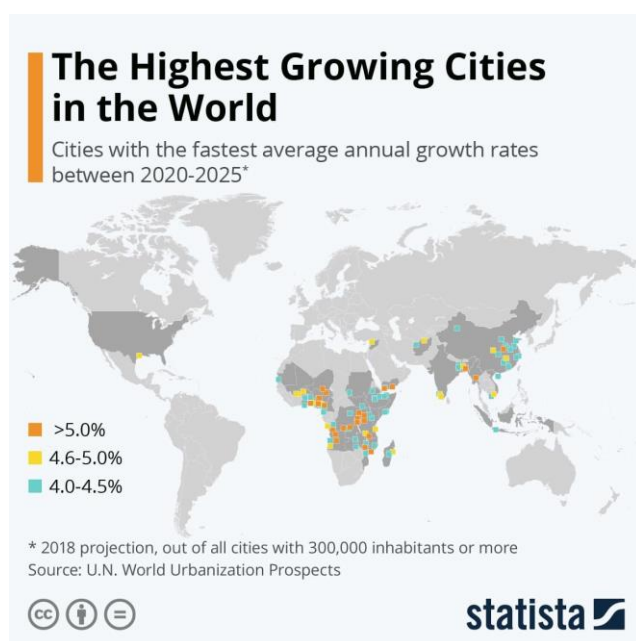 The Highest Growing Cities
in the World
Cities with the fastest average annual growth rates
between 2020-2025*
>5.0%
4.6-5.0%
4.0-4.5%
* 2018 projection, out of all cities with 300,000 inhabitants or more
Source: U.N. World Urbanization Prospects
cc
statista